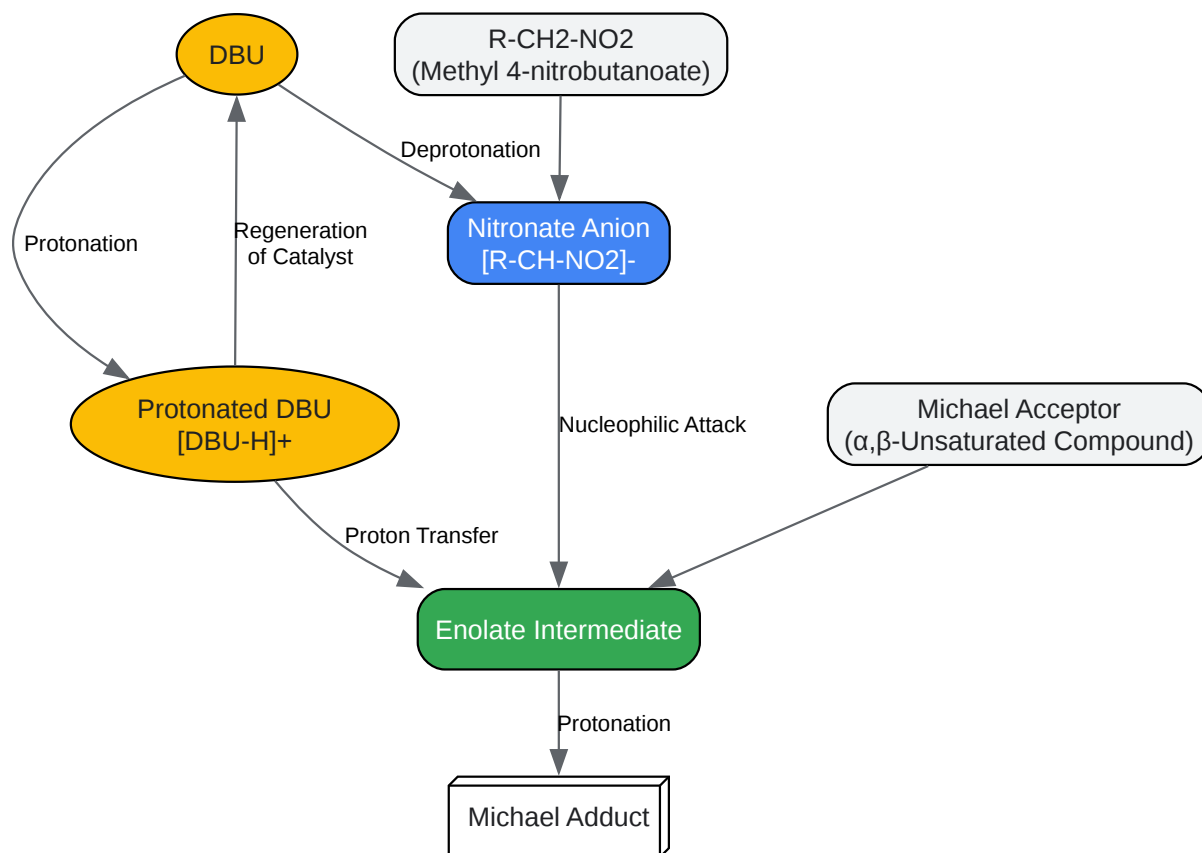 DBU
R-CH2-NO2
(Methyl 4-nitrobutanoate)
Deprotonation
Protonation
Regeneration
of Catalyst
Nitronate Anion
[R-CH-NO2]-
Protonated DBU
[DBU-H]+
Nucleophilic Attack
Michael Acceptor
(α,β-Unsaturated Compound)
Proton Transfer
Enolate Intermediate
Protonation
Michael Adduct